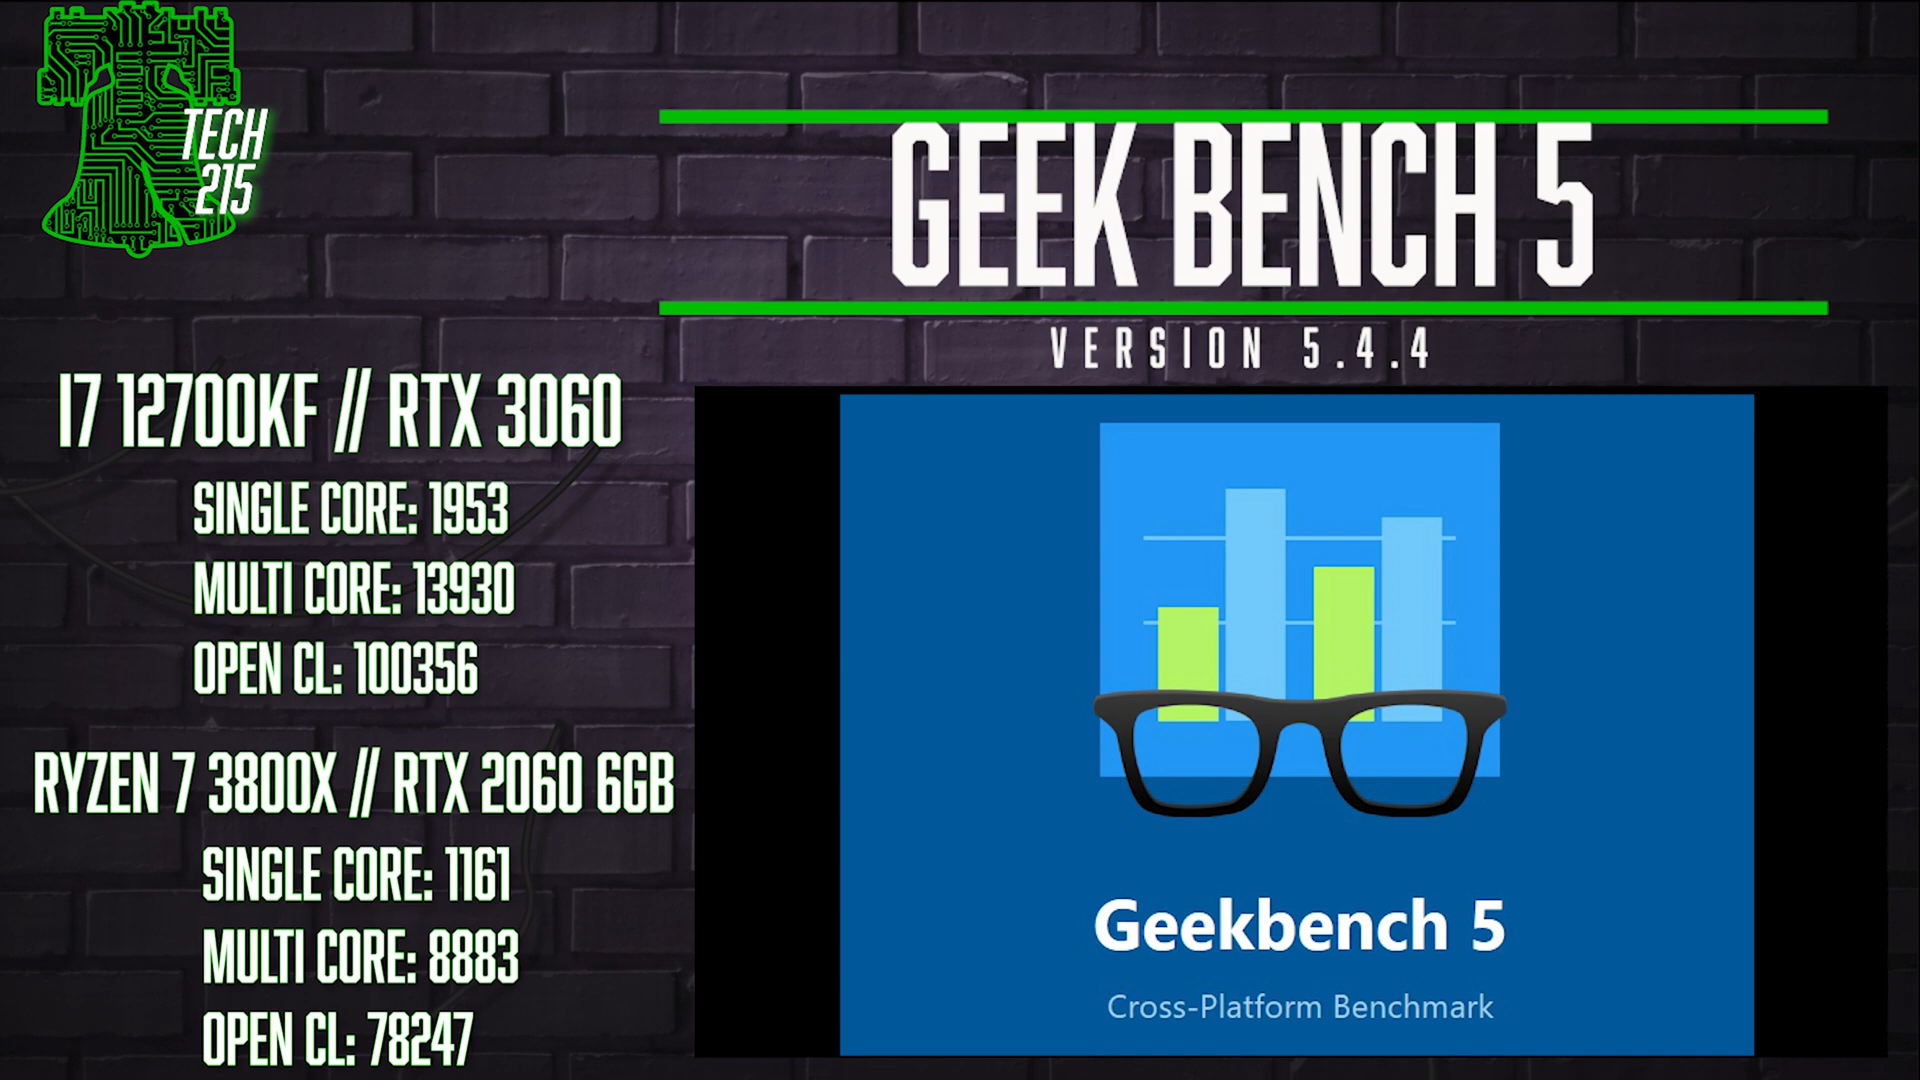 TECH
215
GEEK BENCH 5
VERSION 5.4.4
I7 12700KF // RTX 3060
SINGLE CORE: 1953
MULTI CORE: 13930
OPEN CL: 100356
RYZEN 7 3800X // RTX 2060 6GB
SINGLE CORE: 1161
MULTI CORE: 8883
OPEN CL: 78247
Geekbench 5
Cross-Platform Benchmark